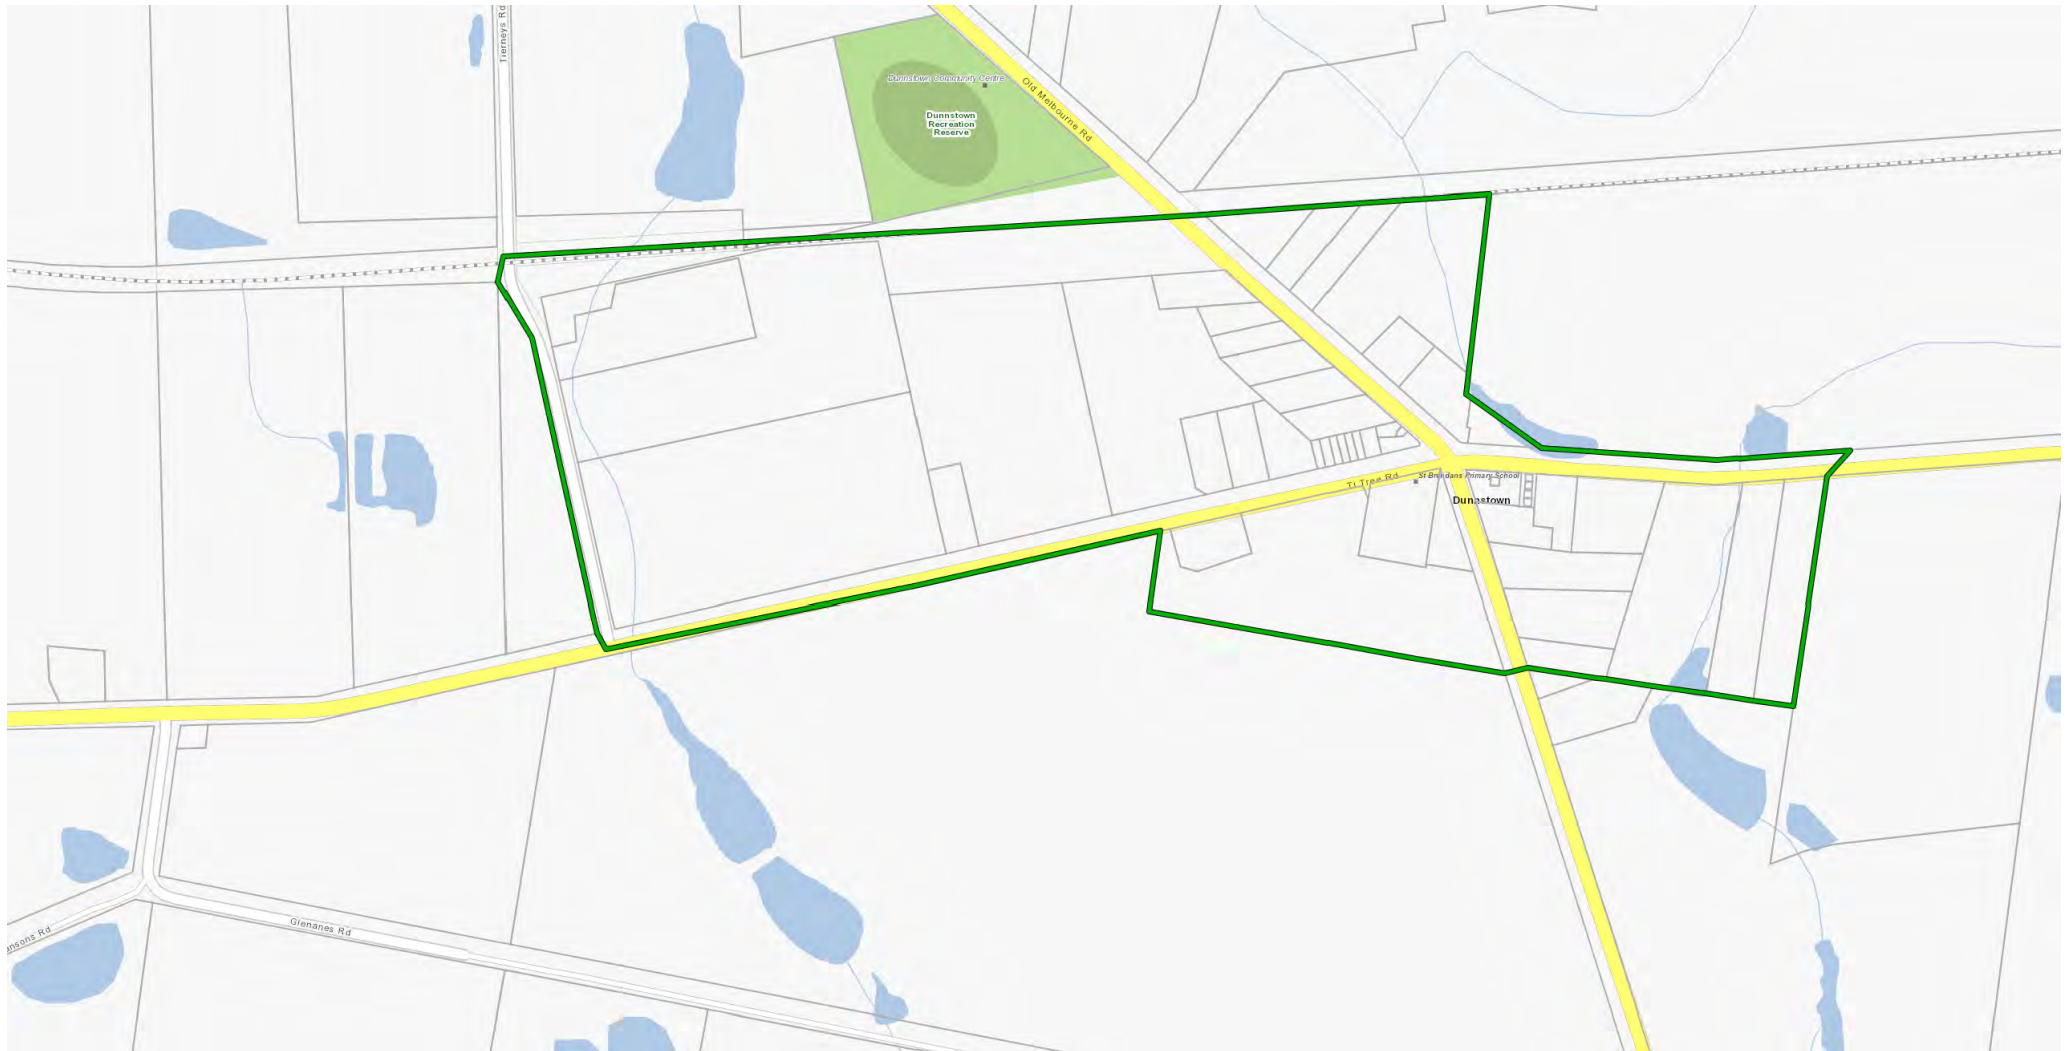 Tierneys Rd
Dunnstown Community Centre
Old Melbourne Rd
Dunnstown
Recreation
Reserve
Ti Tree Rd
St Brendans Primary School
Dunnstown
Glenanes Rd
Rd